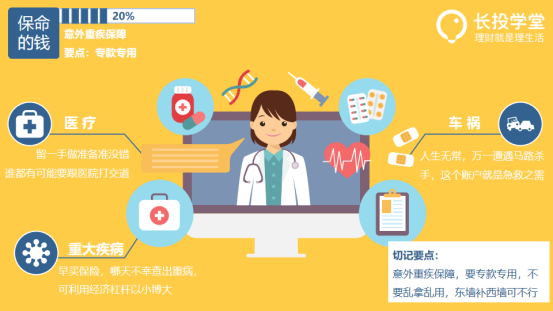 保命
的钱
20%
意外重疾保障
要点：专款专用
长投学堂
理财就是理生活
医疗
留一手做准备准没错
谁都有可能要跟医院打交道
车祸
人生无常，万一遭遇马路杀
手，这个账户就是急救之需
重大疾病
早买保险，哪天不幸查出重病，
可利用经济杠杆以小博大
切记要点：
意外重疾保障，要专款专用，不
要乱拿乱用，东墙补西墙可不行